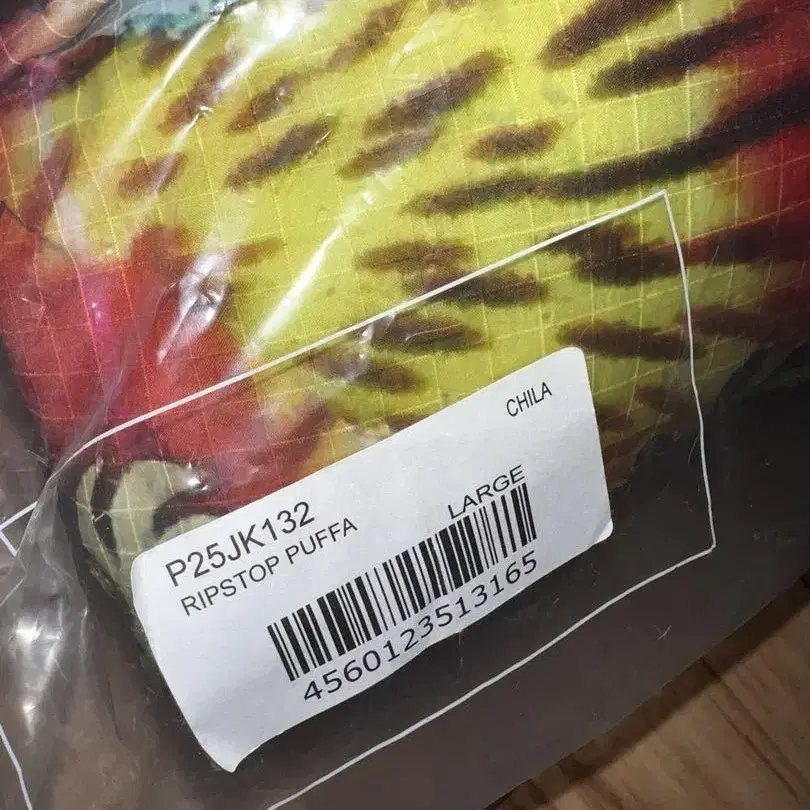 CHILA
P25JK132
RIPSTOP PUFFA
LARGE
4560123513165